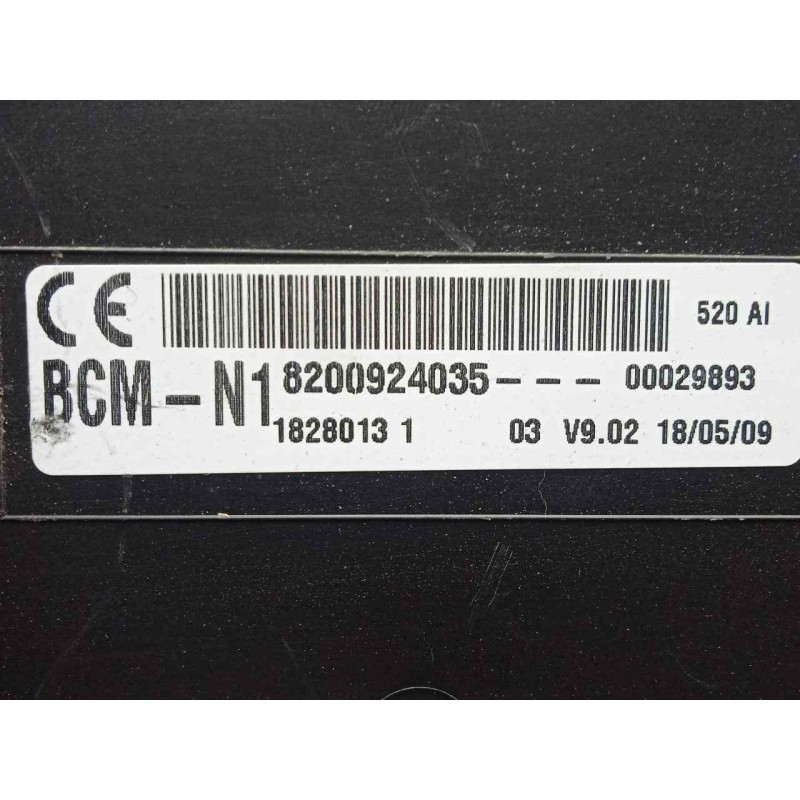 CE 520 AI
BCM-N1 8200924035--- 00029893
1828013 1 03 V9.02 18/05/09